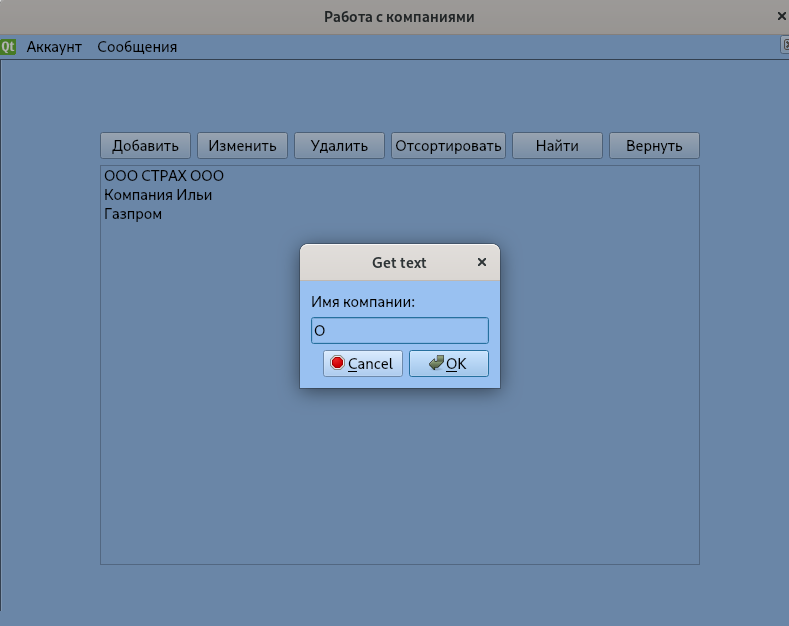 Работа с компаниями
Qt Аккаунт Сообщения
Добавить Изменить Удалить Отсортировать Найти Вернуть
ООО СТРАХ ООО
Компания Ильи
Газпром
Get text
Имя компании:
О
Cancel OK